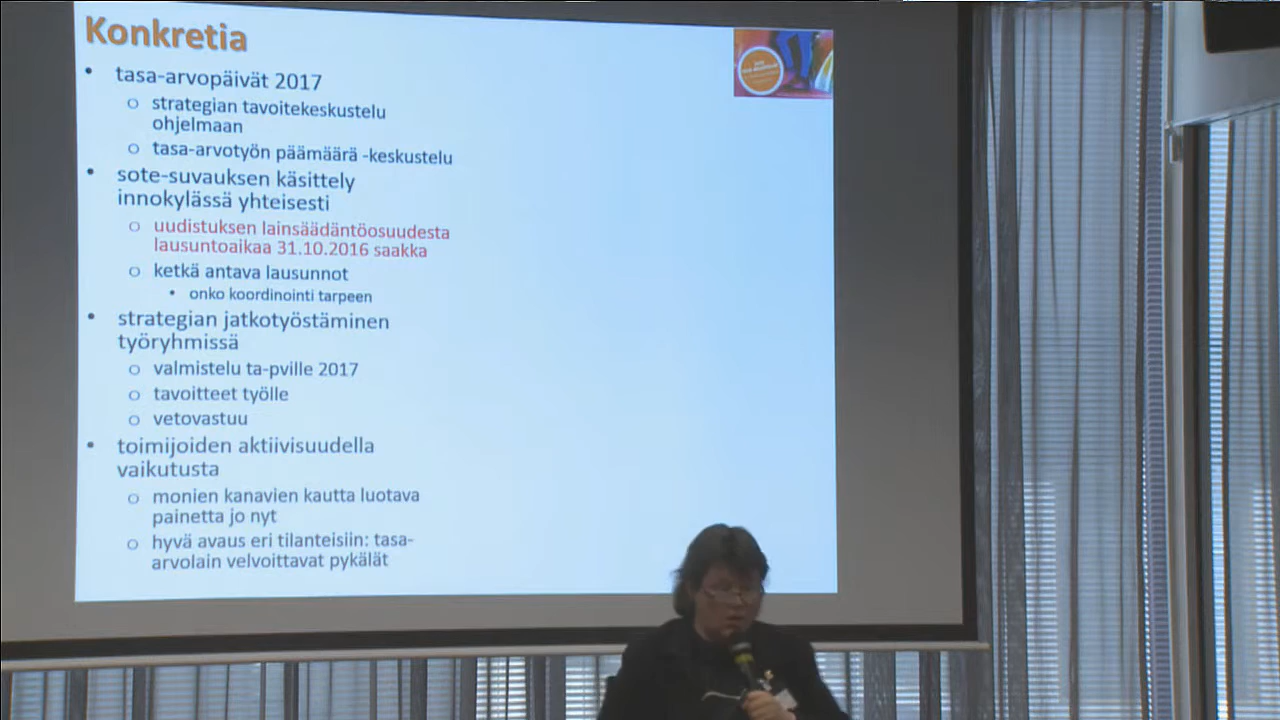 Konkretia
• tasa-arvopäivät 2017
o strategian tavoitekeskustelu
ohjelmaan
o tasa-arvotyön päämäärä -keskustelu
• sote-suvauksen käsittely
innokylässä yhteisesti
o uudistuksen lainsäädäntöosuudesta
lausuntoaikaa 31.10.2016 saakka
o ketkä antava lausunnot
• onko koordinointi tarpeen
• strategian jatkotyöstäminen
työryhmissä
o valmistelu ta-pville 2017
o tavoitteet työlle
o vetovastuu
• toimijoiden aktiivisuudella
vaikutusta
o monien kanavien kautta luotava
painetta jo nyt
o hyvä avaus eri tilanteisiin: tasa-
arvolain velvoittavat pykälät